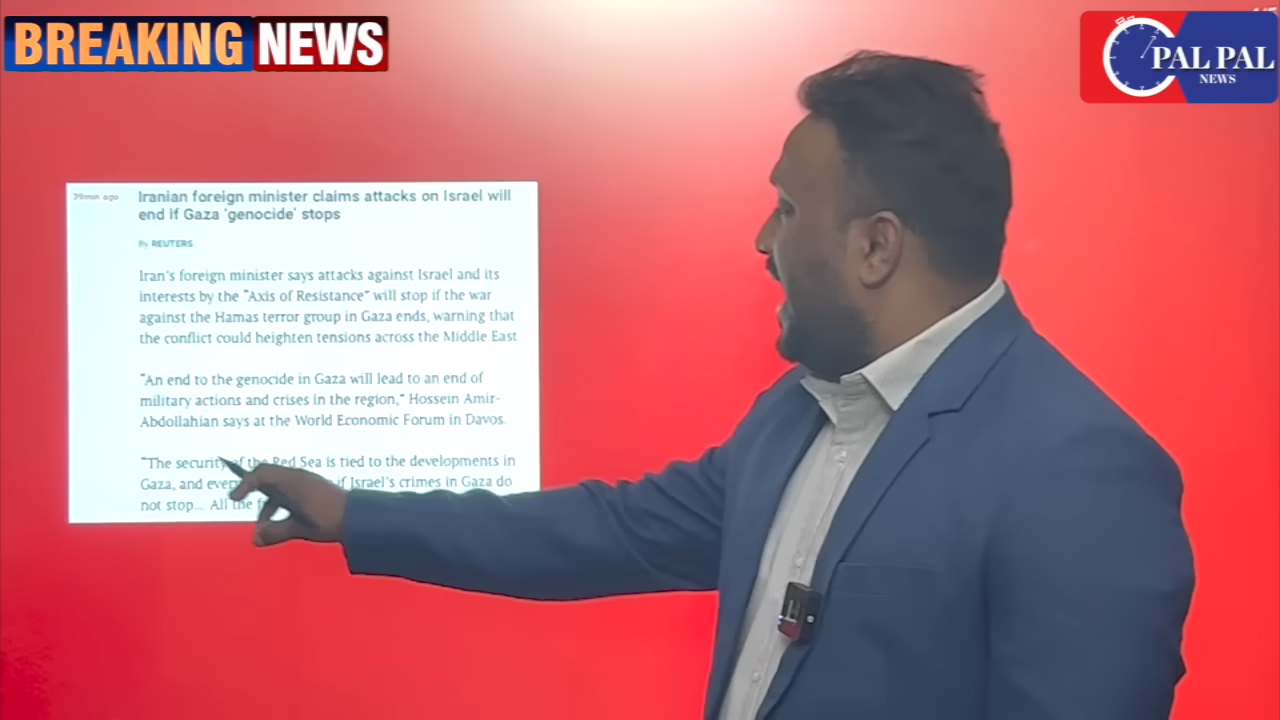 BREAKING NEWS
PAL PAL
NEWS
39min ago
Iranian foreign minister claims attacks on Israel will
end if Gaza 'genocide' stops
By REUTERS
Iran's foreign minister says attacks against Israel and its
interests by the "Axis of Resistance" will stop if the war
against the Hamas terror group in Gaza ends, warning that
the conflict could heighten tensions across the Middle East
"An end to the genocide in Gaza will lead to an end of
military actions and crises in the region," Hossein Amir-
Abdollahian says at the World Economic Forum in Davos.
"The security of the Red Sea is tied to the developments in
Gaza, and if Israel's crimes in Gaza do
not stop... All the